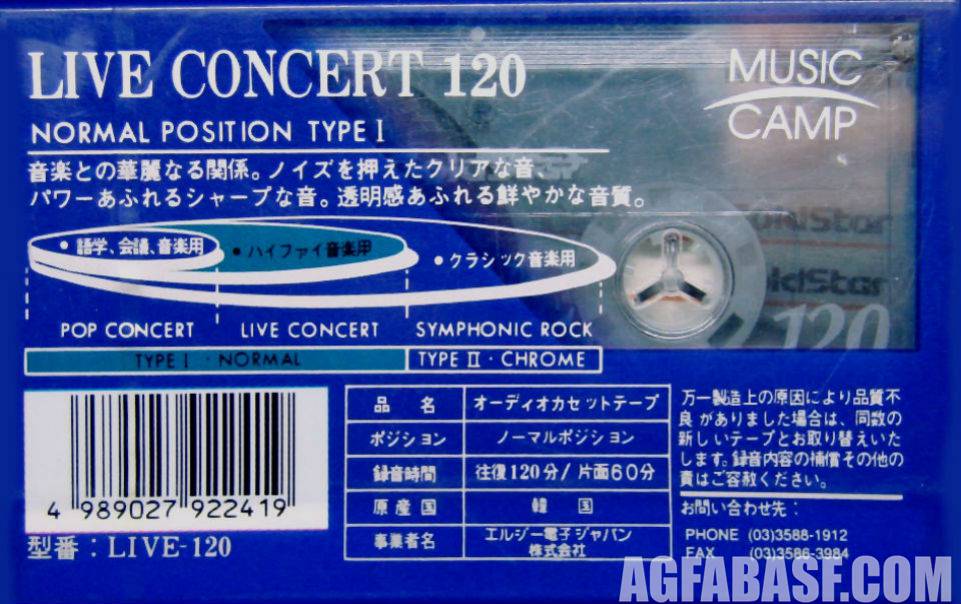 LIVE CONCERT 120
MUSIC
CAMP
NORMAL POSITION TYPE I
音楽との華麗なる関係。ノイズを押えたクリアな音、
パワーあふれるシャープな音。透明感あふれる鮮やかな音質。
• 語学、会議、音楽用
• ハイファイ音楽用
• クラシック音楽用
GoldStar
oldStar
120
POP CONCERT
LIVE CONCERT
SYMPHONIC ROCK
TYPE I・NORMAL
TYPE II・CHROME
品 名 オーディオカセットテープ
ポジション ノーマルポジション
録音時間 往復120分/片面60分
原産国 韓国
事業者名 エルジー電子ジャパン
株式会社
万一製造上の原因により品質不
良がありました場合は、同数の
新しいテープとお取り替えいた
します。録音内容の補償その他の
責はご容赦ください。
お問い合わせ先:
PHONE (03)3588-1912
FAX (03)3586-3984
4 989027 922419
型番:LIVE-120
AGFABASF.COM